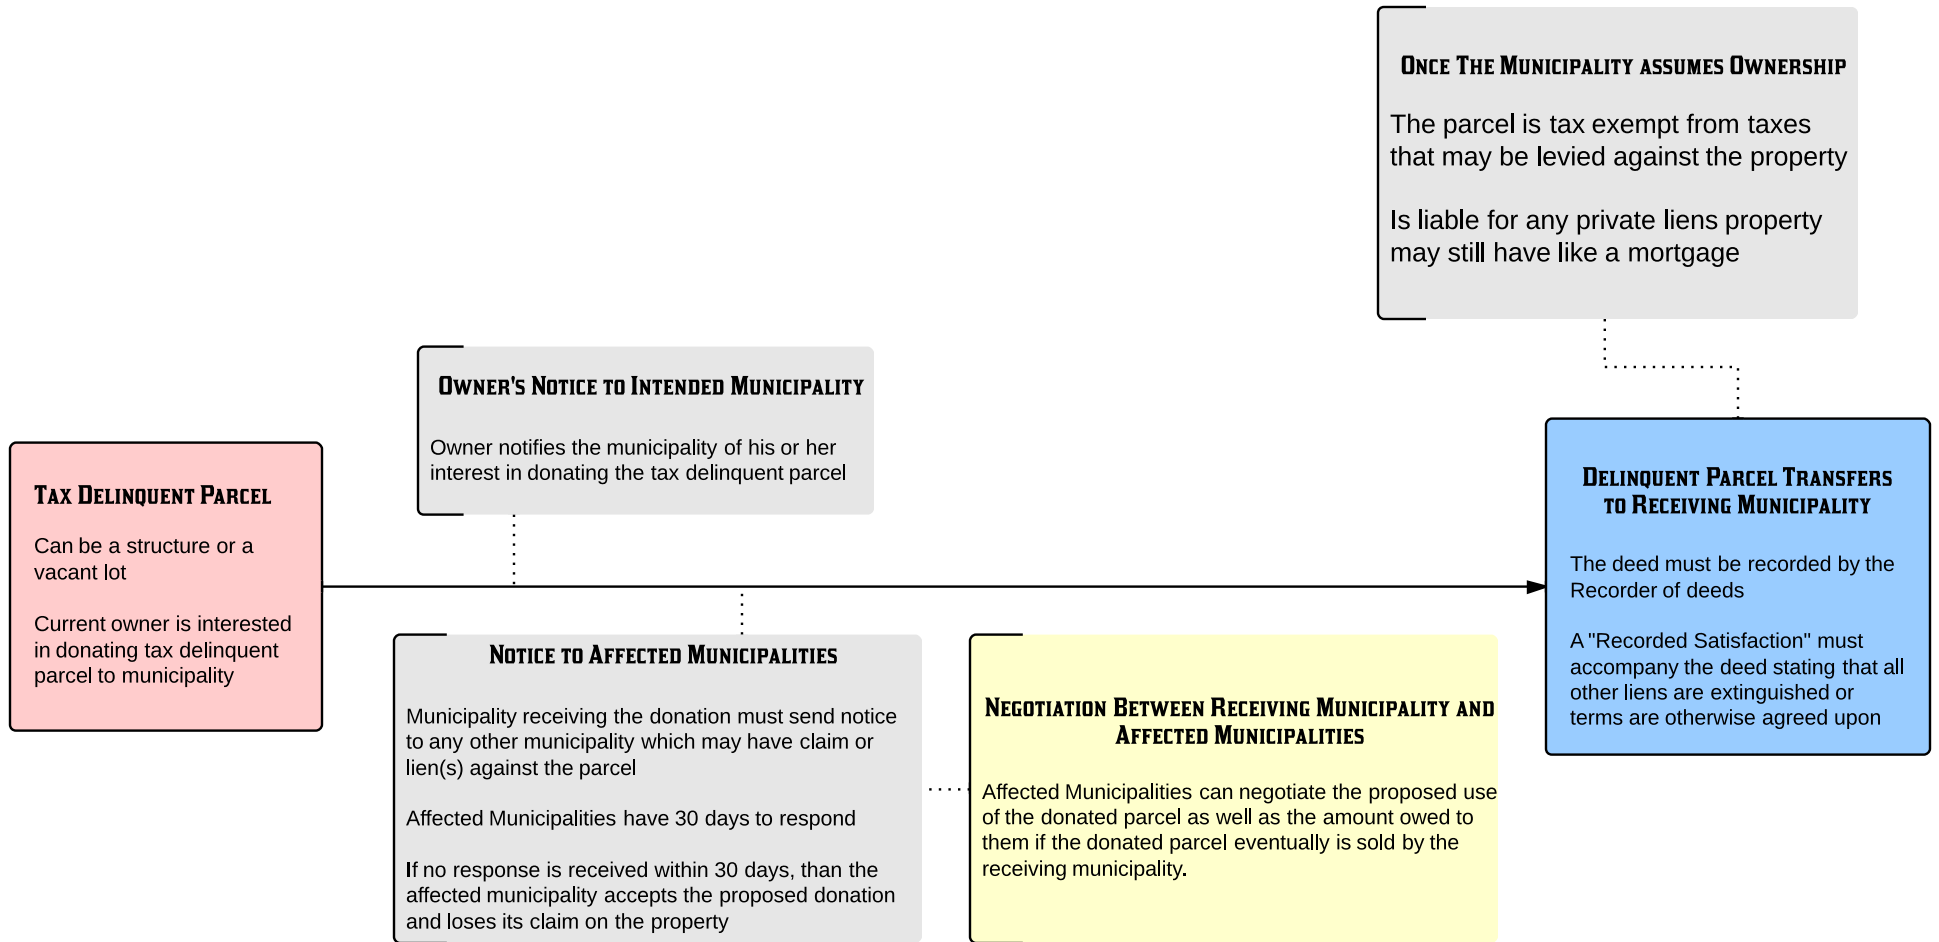 Once The Municipality assumes Ownership
The parcel is tax exempt from taxes
that may be levied against the property
Is liable for any private liens property
may still have like a mortgage
Owner's Notice to Intended Municipality
Owner notifies the municipality of his or her
interest in donating the tax delinquent parcel
Tax Delinquent Parcel
Can be a structure or a
vacant lot
Current owner is interested
in donating tax delinquent
parcel to municipality
Delinquent Parcel Transfers
to Receiving Municipality
The deed must be recorded by the
Recorder of deeds
A "Recorded Satisfaction" must
accompany the deed stating that all
other liens are extinguished or
terms are otherwise agreed upon
Notice to Affected Municipalities
Municipality receiving the donation must send notice
to any other municipality which may have claim or
lien(s) against the parcel
Affected Municipalities have 30 days to respond
If no response is received within 30 days, than the
affected municipality accepts the proposed donation
and loses its claim on the property
Negotiation Between Receiving Municipality and
Affected Municipalities
Affected Municipalities can negotiate the proposed use
of the donated parcel as well as the amount owed to
them if the donated parcel eventually is sold by the
receiving municipality.